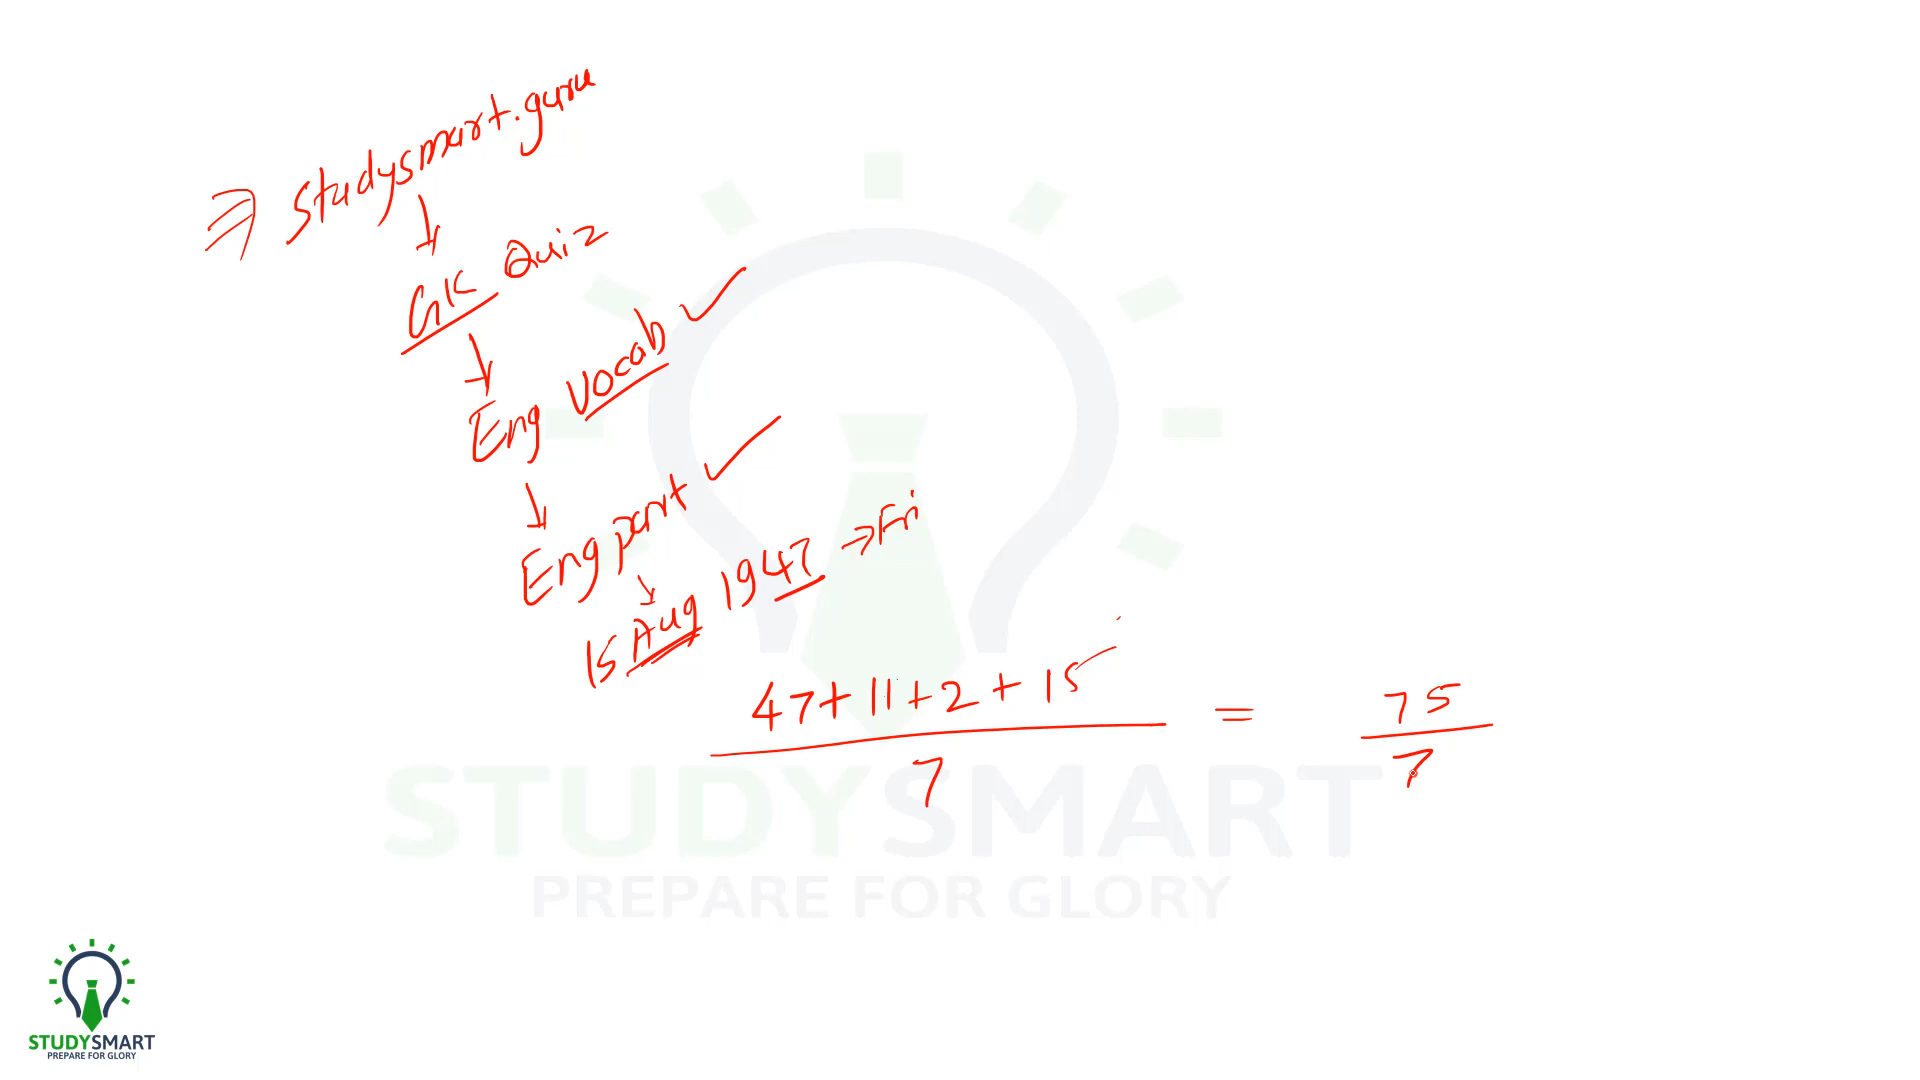 ⇒ Studysmart.guru
↓
GK Quiz
↓
Eng Vocab ✓
↓
Eng part ✓
↓
15 Aug 1947 ⇒ Fri
47+11+2+15 / 7 = 75 / 7
STUDYSMART
PREPARE FOR GLORY
STUDYSMART
PREPARE FOR GLORY